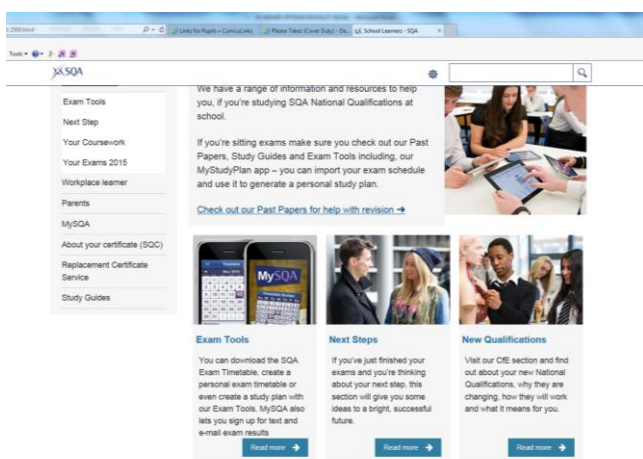 Links for Pupils « CurricuLinks
Please Takes (Cover Duty) - De...
School Learners - SQA
Tools
SQA
Exam Tools
Next Step
Your Coursework
Your Exams 2015
Workplace learner
Parents
MySQA
About your certificate (SQC)
Replacement Certificate
Service
Study Guides
We have a range of information and resources to help
you, if you're studying SQA National Qualifications at
school.
If you're sitting exams make sure you check out our Past
Papers, Study Guides and Exam Tools including, our
MyStudyPlan app – you can import your exam schedule
and use it to generate a personal study plan.
Check out our Past Papers for help with revision →
MySQA
Exam Tools
You can download the SQA
Exam Timetable, create a
personal exam timetable or
even create a study plan with
our Exam Tools. MySQA also
lets you sign up for text and
e-mail exam results
Read more →
Next Steps
If you've just finished your
exams and you're thinking
about your next step, this
section will give you some
ideas to a bright, successful
future.
Read more →
New Qualifications
Visit our CfE section and find
out about your new National
Qualifications, why they are
changing, how they will work
and what it means for you.
Read more →